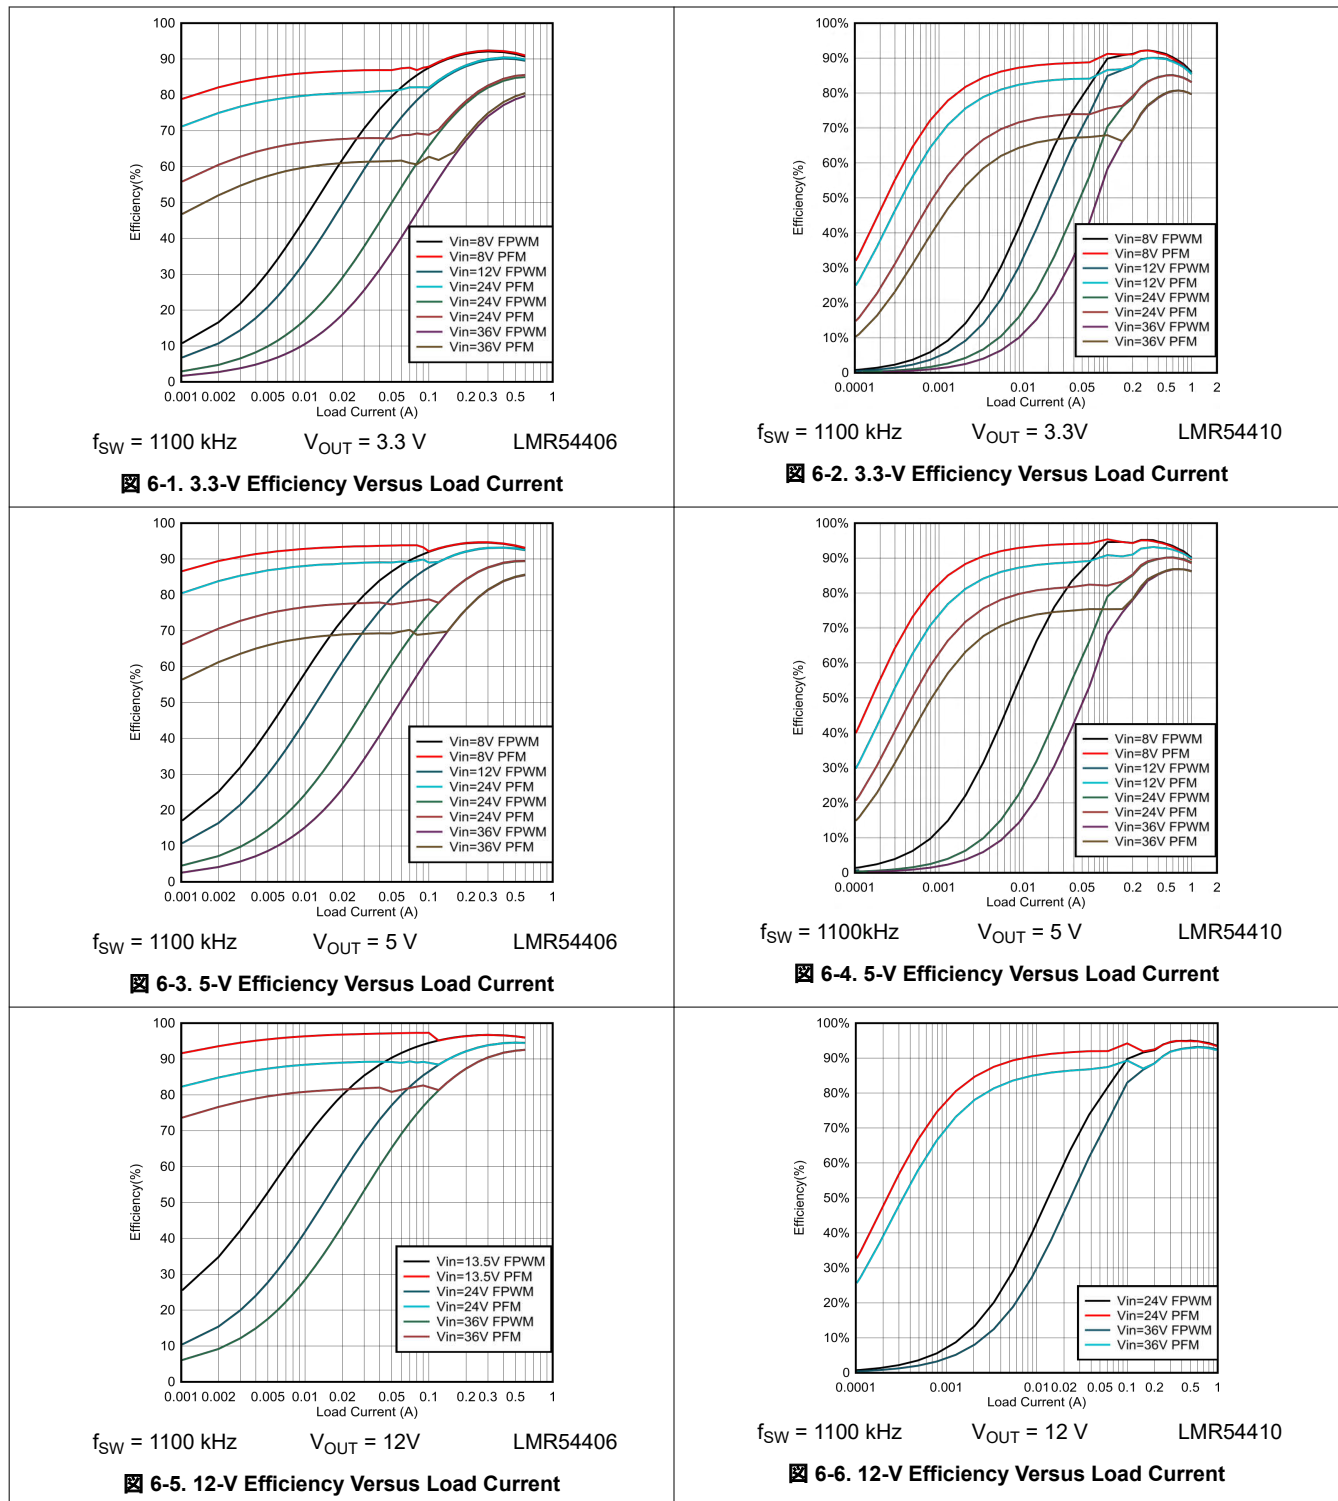 100
90
80
70
60
50
40
30
20
10
0
Efficiency(%)
Vin=8V FPWM
Vin=8V PFM
Vin=12V FPWM
Vin=24V PFM
Vin=24V FPWM
Vin=24V PFM
Vin=36V FPWM
Vin=36V PFM
0.001 0.002 0.005 0.01 0.02 0.05 0.1 0.2 0.3 0.5 1
Load Current (A)
fSW = 1100 kHz VOUT = 3.3 V LMR54406
図 6-1. 3.3-V Efficiency Versus Load Current
100%
90%
80%
70%
60%
50%
40%
30%
20%
10%
0
Efficiency(%)
Vin=8V FPWM
Vin=8V PFM
Vin=12V FPWM
Vin=12V PFM
Vin=24V FPWM
Vin=24V PFM
Vin=36V FPWM
Vin=36V PFM
0.0001 0.001 0.01 0.05 0.2 0.5 1 2
Load Current (A)
fSW = 1100 kHz VOUT = 3.3V LMR54410
図 6-2. 3.3-V Efficiency Versus Load Current
100
90
80
70
60
50
40
30
20
10
0
Efficiency(%)
Vin=8V FPWM
Vin=8V PFM
Vin=12V FPWM
Vin=24V PFM
Vin=24V FPWM
Vin=24V PFM
Vin=36V FPWM
Vin=36V PFM
0.001 0.002 0.005 0.01 0.02 0.05 0.1 0.2 0.3 0.5 1
Load Current (A)
fSW = 1100 kHz VOUT = 5 V LMR54406
図 6-3. 5-V Efficiency Versus Load Current
100%
90%
80%
70%
60%
50%
40%
30%
20%
10%
0
Efficiency(%)
Vin=8V FPWM
Vin=8V PFM
Vin=12V FPWM
Vin=12V PFM
Vin=24V FPWM
Vin=24V PFM
Vin=36V FPWM
Vin=36V PFM
0.0001 0.001 0.01 0.05 0.2 0.5 1 2
Load Current (A)
fSW = 1100kHz VOUT = 5 V LMR54410
図 6-4. 5-V Efficiency Versus Load Current
100
90
80
70
60
50
40
30
20
10
0
Efficiency(%)
Vin=13.5V FPWM
Vin=13.5V PFM
Vin=24V FPWM
Vin=24V PFM
Vin=36V FPWM
Vin=36V PFM
0.001 0.002 0.005 0.01 0.02 0.05 0.1 0.2 0.3 0.5 1
Load Current (A)
fSW = 1100 kHz VOUT = 12V LMR54406
図 6-5. 12-V Efficiency Versus Load Current
100%
90%
80%
70%
60%
50%
40%
30%
20%
10%
0
Efficiency(%)
Vin=24V FPWM
Vin=24V PFM
Vin=36V FPWM
Vin=36V PFM
0.0001 0.001 0.01 0.02 0.05 0.1 0.2 0.5 1
Load Current (A)
fSW = 1100 kHz VOUT = 12 V LMR54410
図 6-6. 12-V Efficiency Versus Load Current